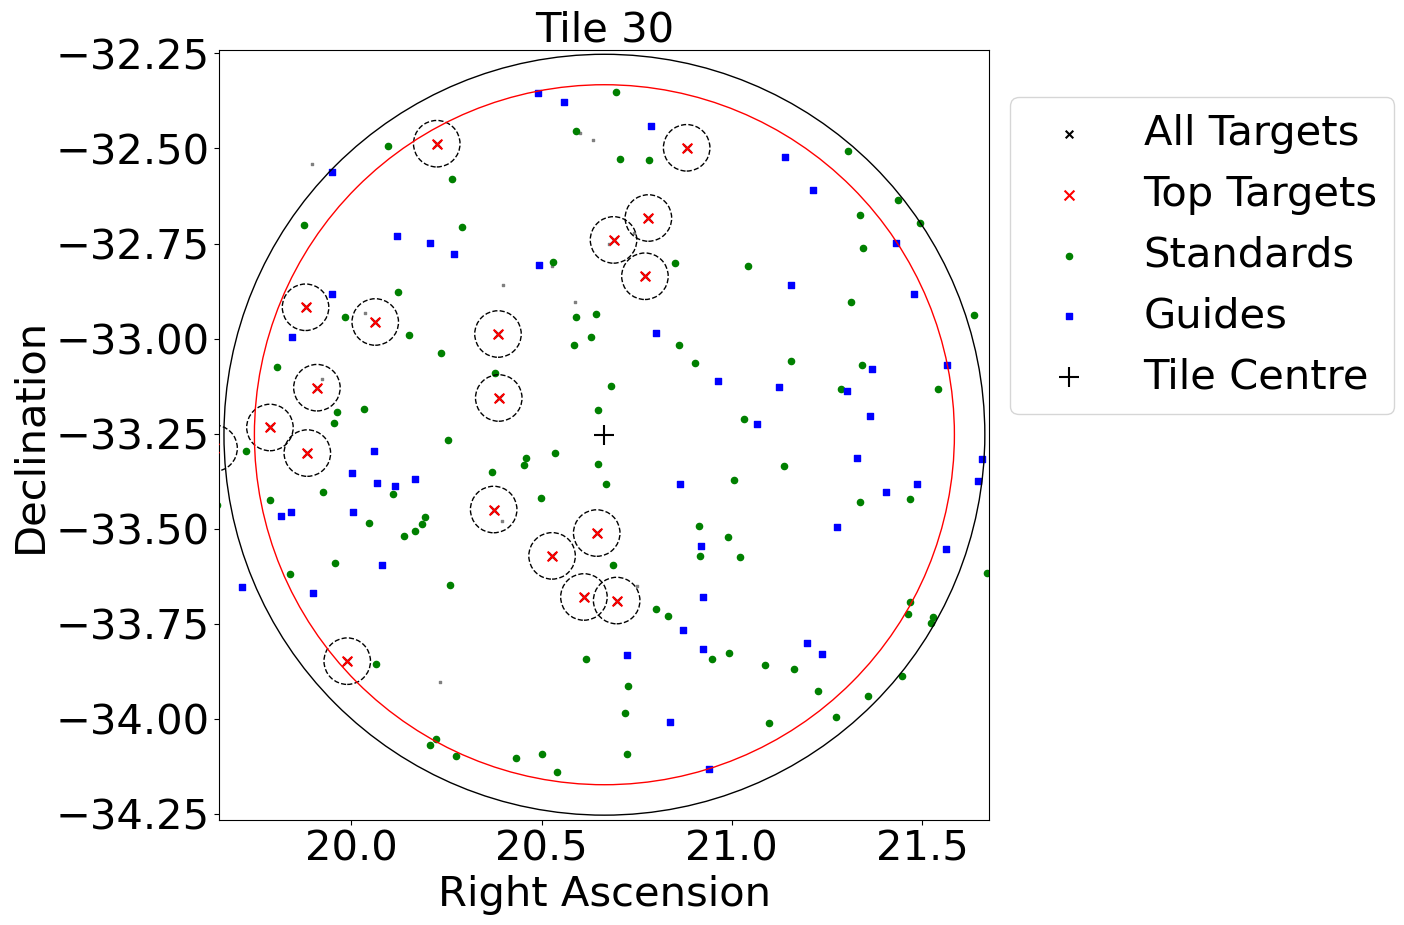 Tile 30
−32.25
−32.50
−32.75
−33.00
−33.25
−33.50
−33.75
−34.00
−34.25
Declination
20.0 20.5 21.0 21.5
Right Ascension
All Targets
Top Targets
Standards
Guides
Tile Centre